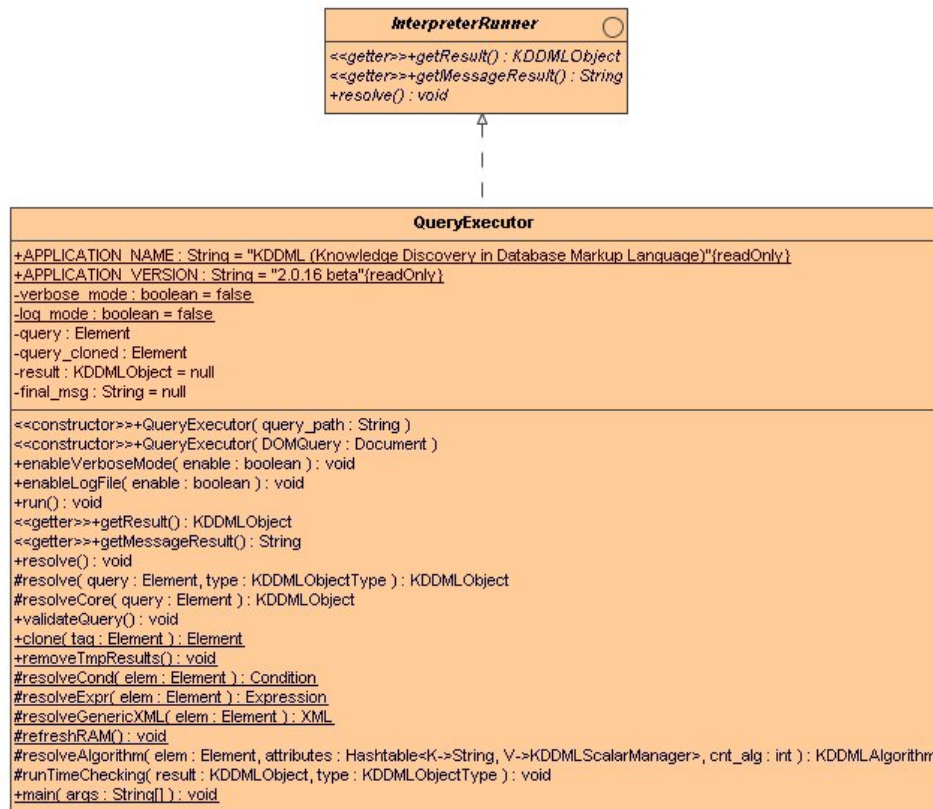 InterpreterRunner
<<getter>>+getResult() : KDDMLObject
<<getter>>+getMessageResult() : String
+resolve() : void
QueryExecutor
+APPLICATION_NAME : String = "KDDML (Knowledge Discovery in Database Markup Language)"{readOnly}
+APPLICATION_VERSION : String = "2.0.16 beta"{readOnly}
-verbose_mode : boolean = false
-log_mode : boolean = false
-query : Element
-query_cloned : Element
-result : KDDMLObject = null
-final_msg : String = null
<<constructor>>+QueryExecutor( query_path : String )
<<constructor>>+QueryExecutor( DOMQuery : Document )
+enableVerboseMode( enable : boolean ) : void
+enableLogFile( enable : boolean ) : void
+run() : void
<<getter>>+getResult() : KDDMLObject
<<getter>>+getMessageResult() : String
+resolve() : void
#resolve( query : Element, type : KDDMLObjectType ) : KDDMLObject
#resolveCore( query : Element ) : KDDMLObject
+validateQuery() : void
+clone( tag : Element ) : Element
+removeTmpResults() : void
#resolveCond( elem : Element ) : Condition
#resolveExpr( elem : Element ) : Expression
#resolveGenericXML( elem : Element ) : XML
#refreshRAM() : void
#resolveAlgorithm( elem : Element, attributes : Hashtable<K->String, V->KDDMLScalarManager>, cnt_alg : int ) : KDDMLAlgorithm
#runTimeChecking( result : KDDMLObject, type : KDDMLObjectType ) : void
+main( args : String[] ) : void